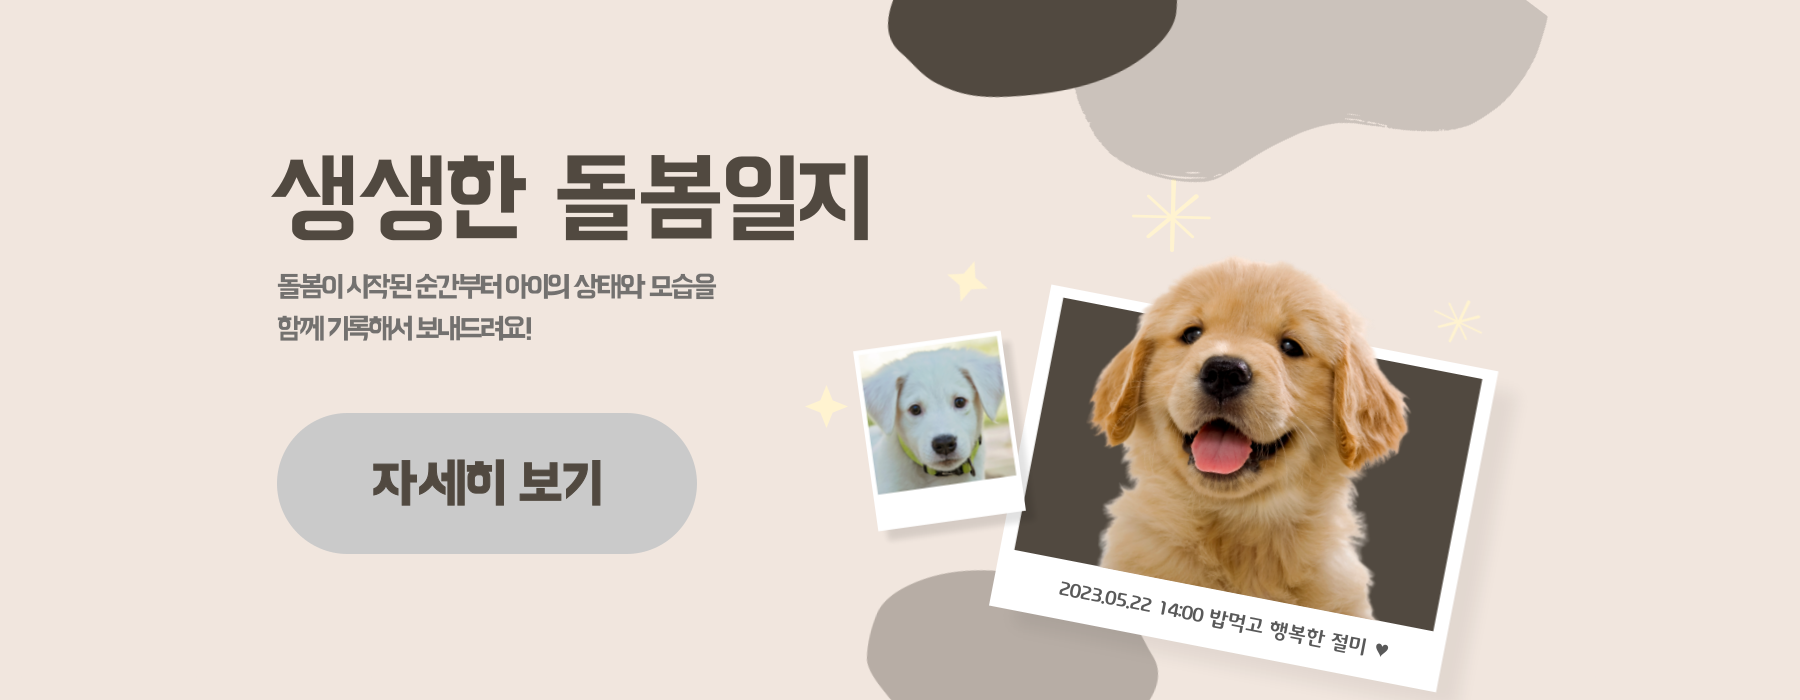 생생한 돌봄일지
돌봄이 시작된 순간부터 아이의 상태와 모습을
함께 기록해서 보내드려요!
자세히 보기
2023.05.22 14:00 밥먹고 행복한 절미 ♥